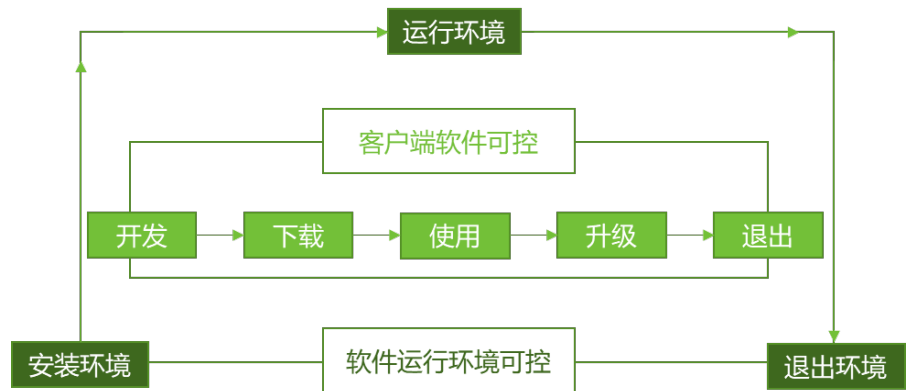 运行环境
客户端软件可控
开发
下载
使用
升级
退出
安装环境
软件运行环境可控
退出环境